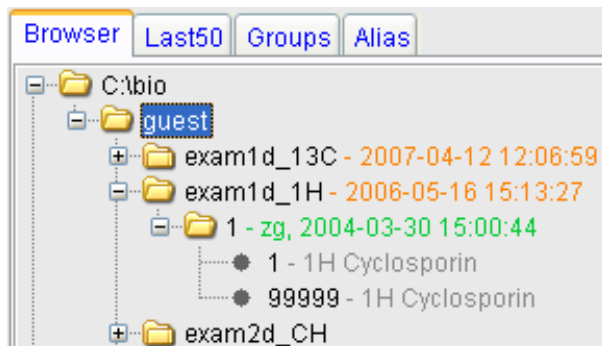 Browser Last50 Groups Alias
C:\bio
guest
exam1d_13C - 2007-04-12 12:06:59
exam1d_1H - 2006-05-16 15:13:27
1 - zg, 2004-03-30 15:00:44
1 - 1H Cyclosporin
99999 - 1H Cyclosporin
exam2d_CH